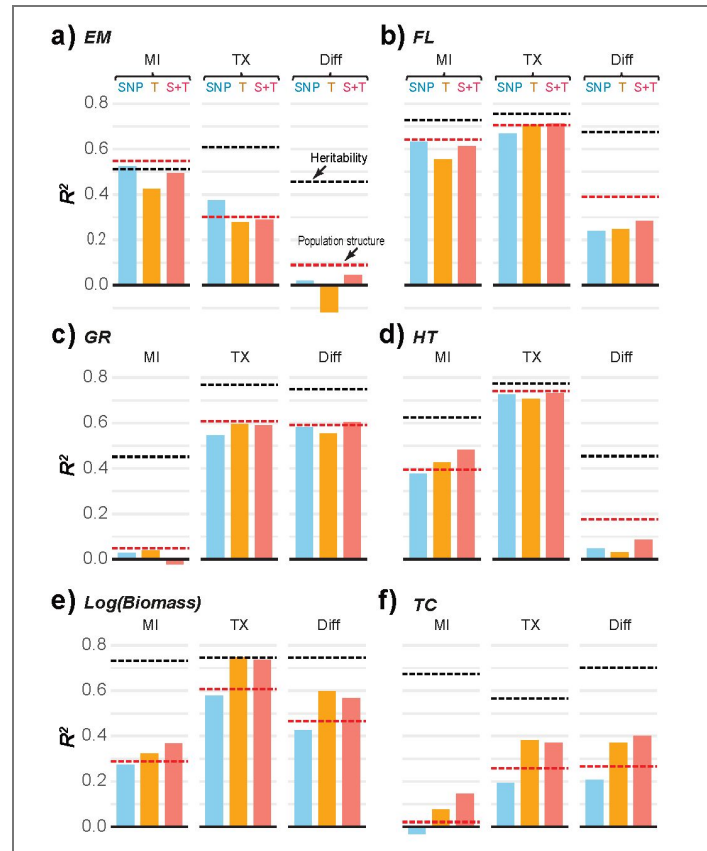 a) EM
MI TX Diff
SNP T S+T SNP T S+T SNP T S+T
b) FL
MI TX Diff
SNP T S+T SNP T S+T SNP T S+T
R²
0.8
0.6
0.4
0.2
0.0
Heritability
Population structure
c) GR
MI TX Diff
d) HT
MI TX Diff
R²
0.8
0.6
0.4
0.2
0.0
e) Log(Biomass)
MI TX Diff
f) TC
MI TX Diff
R²
0.8
0.6
0.4
0.2
0.0